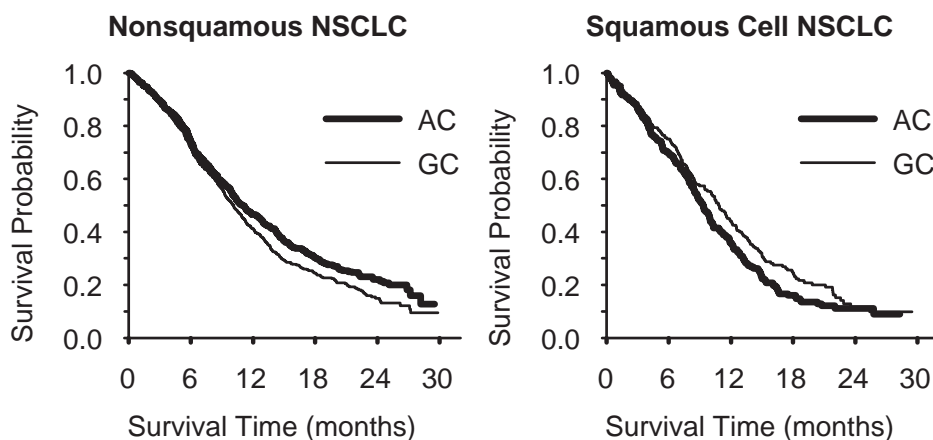 Nonsquamous NSCLC
Survival Probability
1.0
0.8
0.6
0.4
0.2
0.0
AC
GC
0 6 12 18 24 30
Survival Time (months)
Squamous Cell NSCLC
Survival Probability
1.0
0.8
0.6
0.4
0.2
0.0
AC
GC
0 6 12 18 24 30
Survival Time (months)